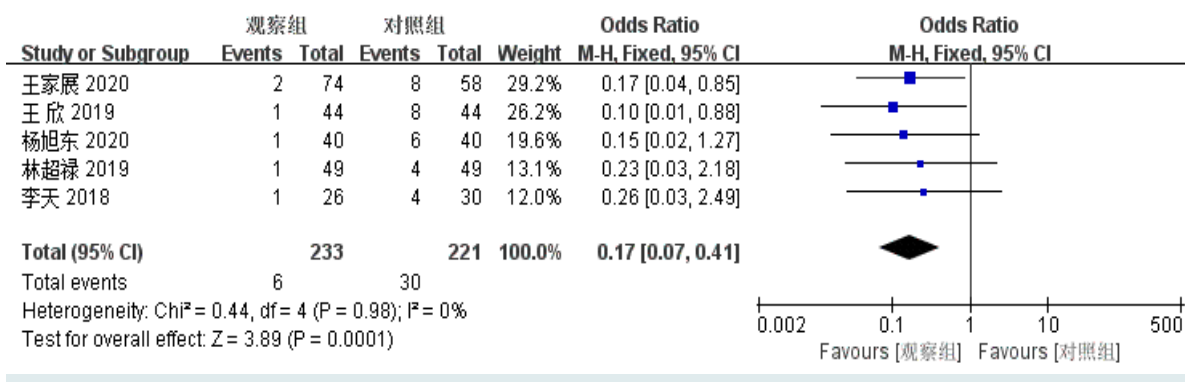 观察组 对照组 Odds Ratio Odds Ratio
Study or Subgroup Events Total Events Total Weight M-H, Fixed, 95% CI M-H, Fixed, 95% CI
王家展 2020 2 74 8 58 29.2% 0.17 [0.04, 0.85]
王 欣 2019 1 44 8 44 26.2% 0.10 [0.01, 0.88]
杨旭东 2020 1 40 6 40 19.6% 0.15 [0.02, 1.27]
林超禄 2019 1 49 4 49 13.1% 0.23 [0.03, 2.18]
李天 2018 1 26 4 30 12.0% 0.26 [0.03, 2.49]
Total (95% CI) 233 221 100.0% 0.17 [0.07, 0.41]
Total events 6 30
Heterogeneity: Chi² = 0.44, df = 4 (P = 0.98); I² = 0%
Test for overall effect: Z = 3.89 (P = 0.0001)
0.002 0.1 1 10 500
Favours [观察组] Favours [对照组]